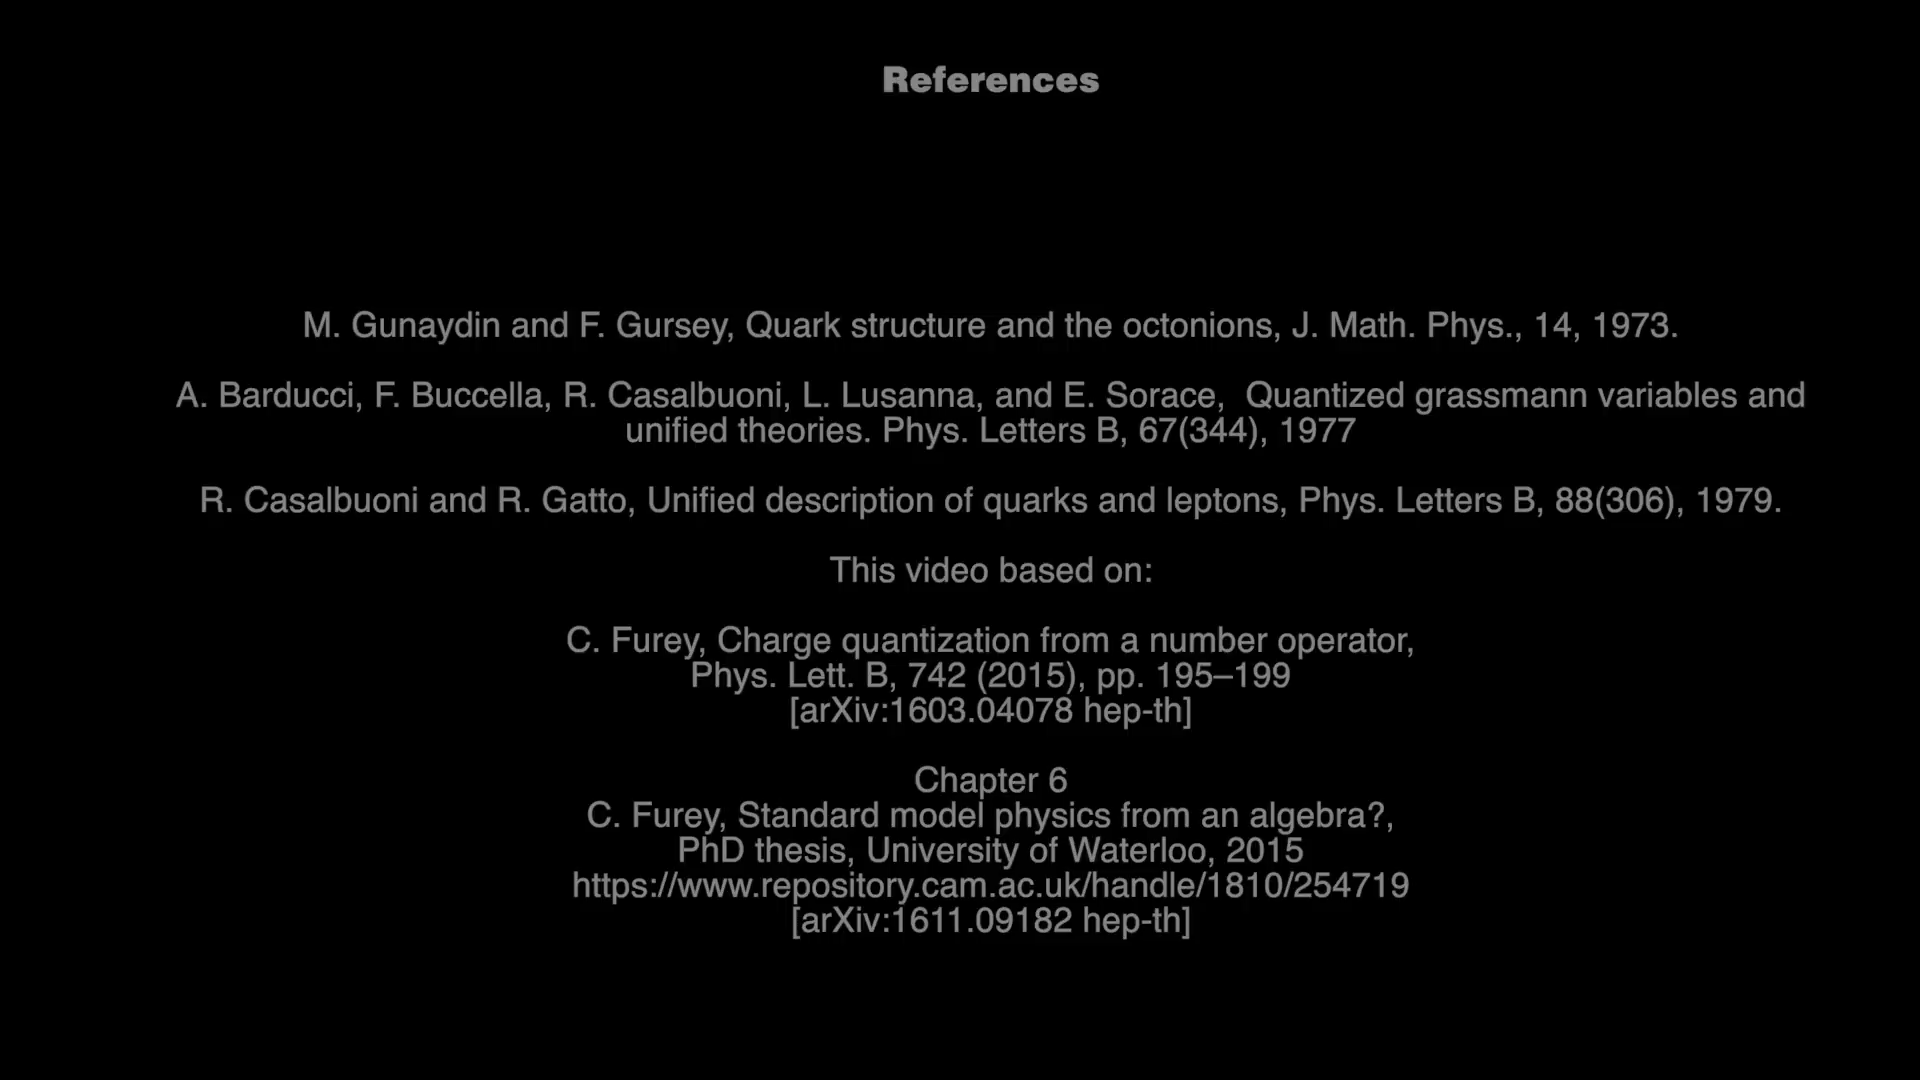 References
M. Gunaydin and F. Gursey, Quark structure and the octonions, J. Math. Phys., 14, 1973.
A. Barducci, F. Buccella, R. Casalbuoni, L. Lusanna, and E. Sorace,  Quantized grassmann variables and
unified theories. Phys. Letters B, 67(344), 1977
R. Casalbuoni and R. Gatto, Unified description of quarks and leptons, Phys. Letters B, 88(306), 1979.
This video based on:
C. Furey, Charge quantization from a number operator,
Phys. Lett. B, 742 (2015), pp. 195–199
[arXiv:1603.04078 hep-th]
Chapter 6
C. Furey, Standard model physics from an algebra?,
PhD thesis, University of Waterloo, 2015
https://www.repository.cam.ac.uk/handle/1810/254719
[arXiv:1611.09182 hep-th]